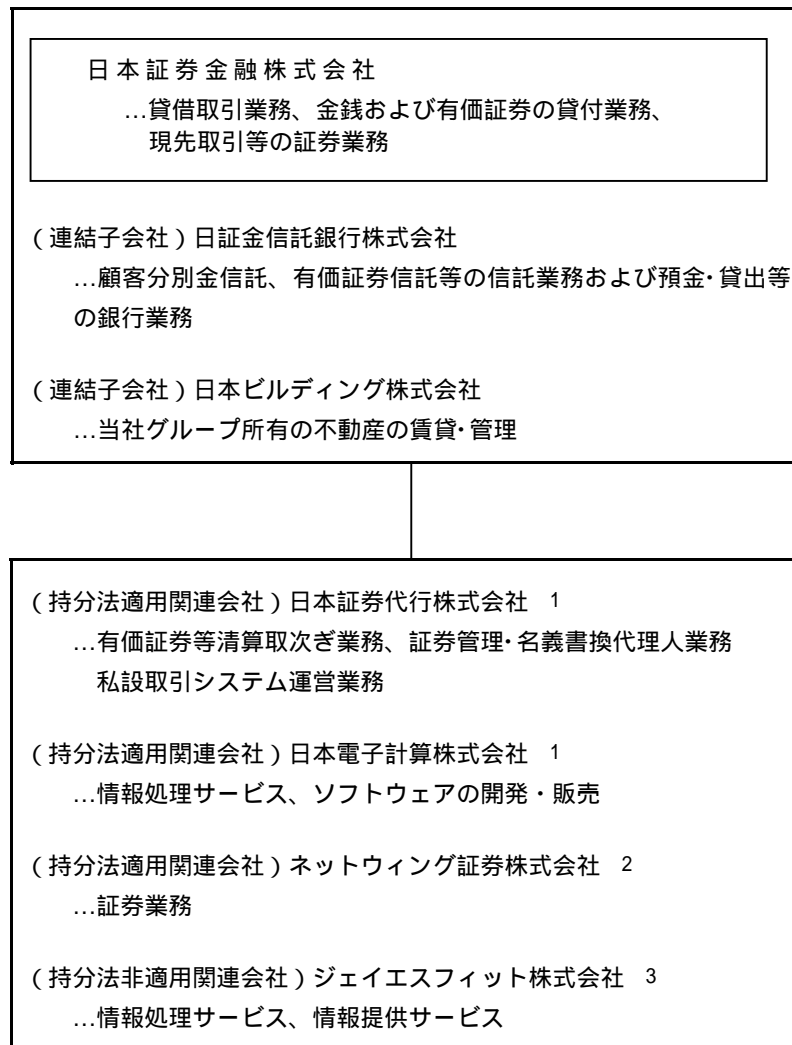 日本証券金融株式会社
…貸借取引業務、金銭および有価証券の貸付業務、
現先取引等の証券業務
(連結子会社)日証金信託銀行株式会社
…顧客分別金信託、有価証券信託等の信託業務および預金・貸出等
の銀行業務
(連結子会社)日本ビルディング株式会社
…当社グループ所有の不動産の賃貸・管理
(持分法適用関連会社)日本証券代行株式会社 1
…有価証券等清算取次ぎ業務、証券管理・名義書換代理人業務
私設取引システム運営業務
(持分法適用関連会社)日本電子計算株式会社 1
…情報処理サービス、ソフトウェアの開発・販売
(持分法適用関連会社)ネットウィング証券株式会社 2
…証券業務
(持分法非適用関連会社)ジェイエスフィット株式会社 3
…情報処理サービス、情報提供サービス